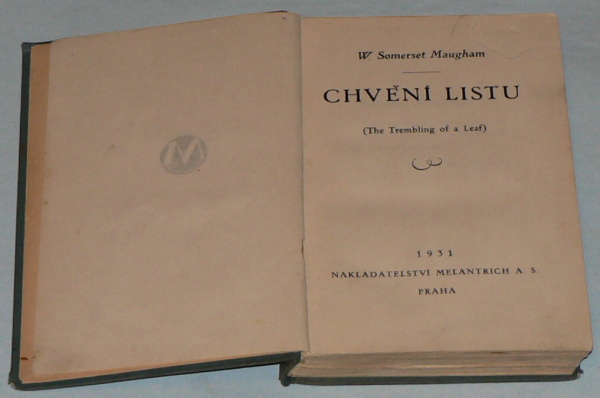 M
W. Somerset Maugham
CHVĚNÍ LISTU
(The Trembling of a Leaf)
1931
NAKLADATELSTVÍ MELANTRICH A. S.
PRAHA